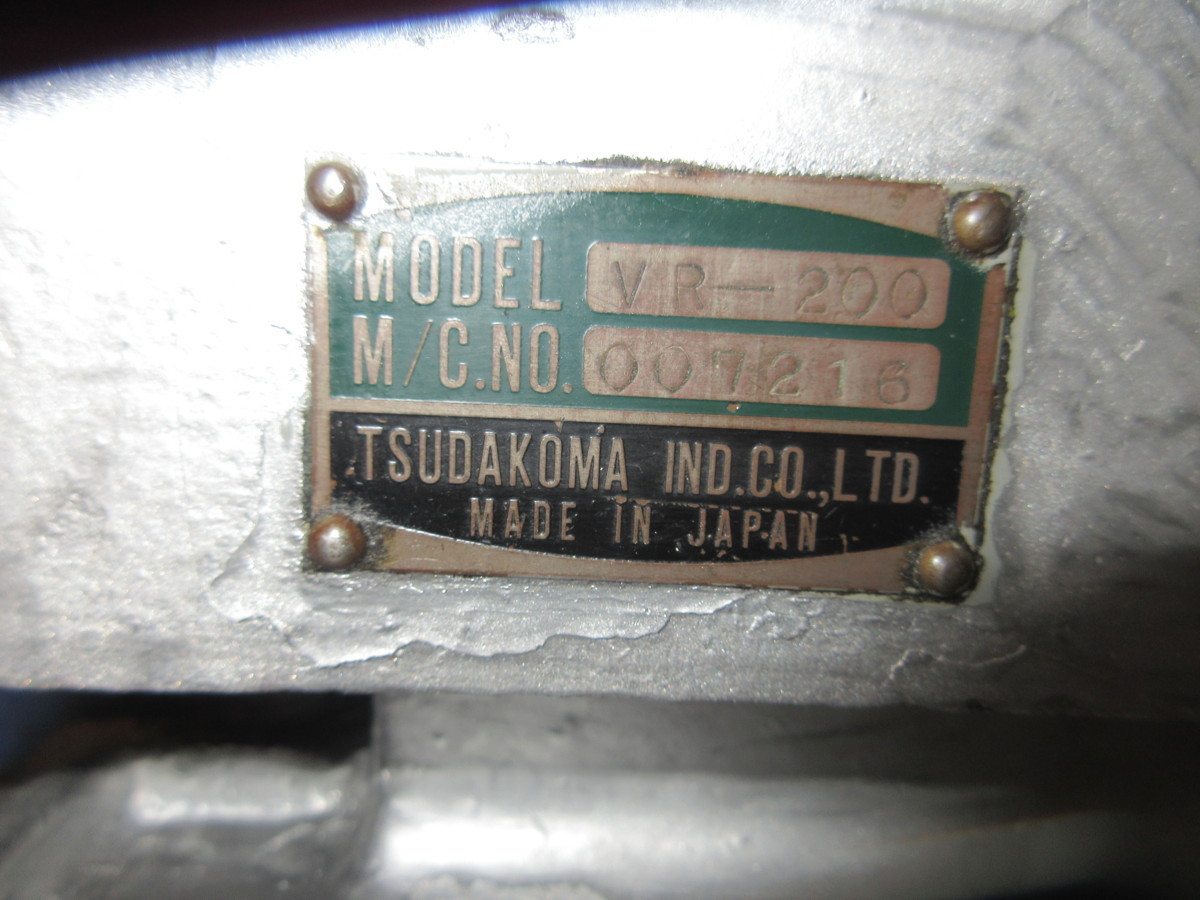 MODEL VR-200
M/C.NO. 007216
TSUDAKOMA IND.CO.,LTD.
MADE IN JAPAN